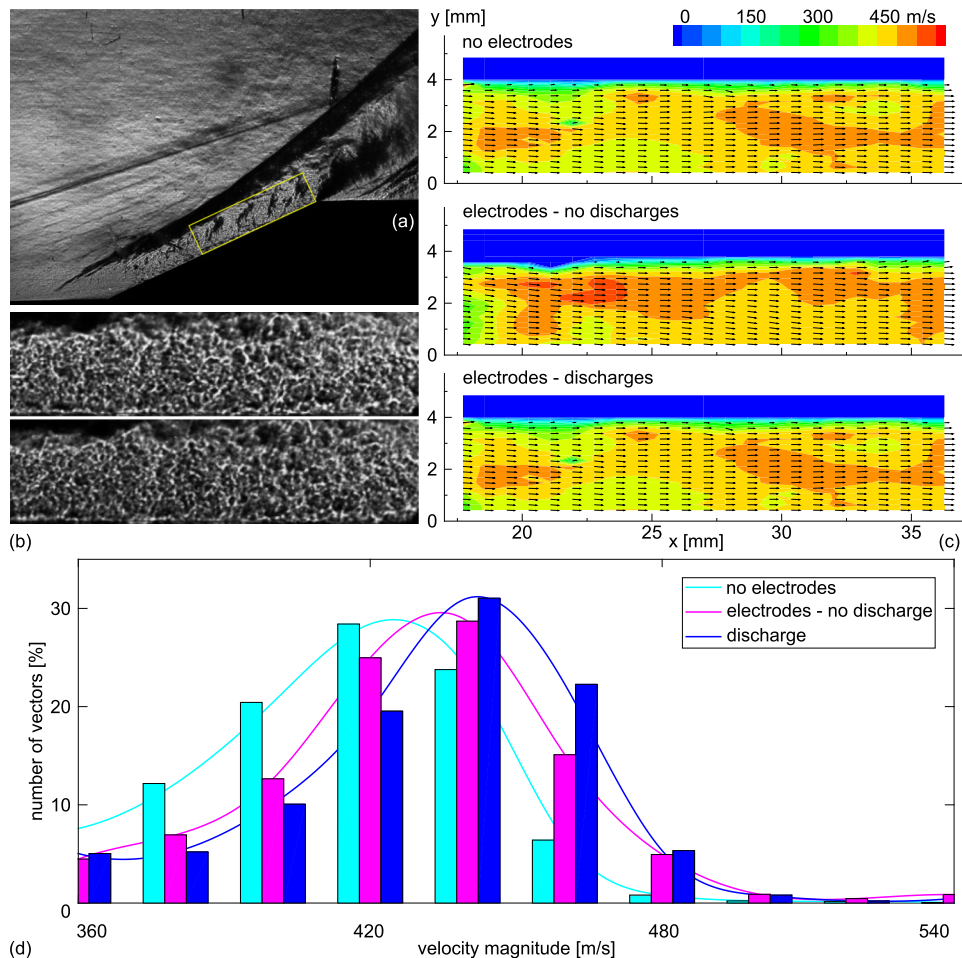 (a)
(b)
y [mm]
0 150 300 450 m/s
no electrodes
4
2
0
electrodes - no discharges
4
2
0
electrodes - discharges
4
2
0
20 25 30 35
x [mm]
(c)
number of vectors [%]
30
20
10
0
no electrodes
electrodes - no discharge
discharge
360 420 480 540
velocity magnitude [m/s]
(d)